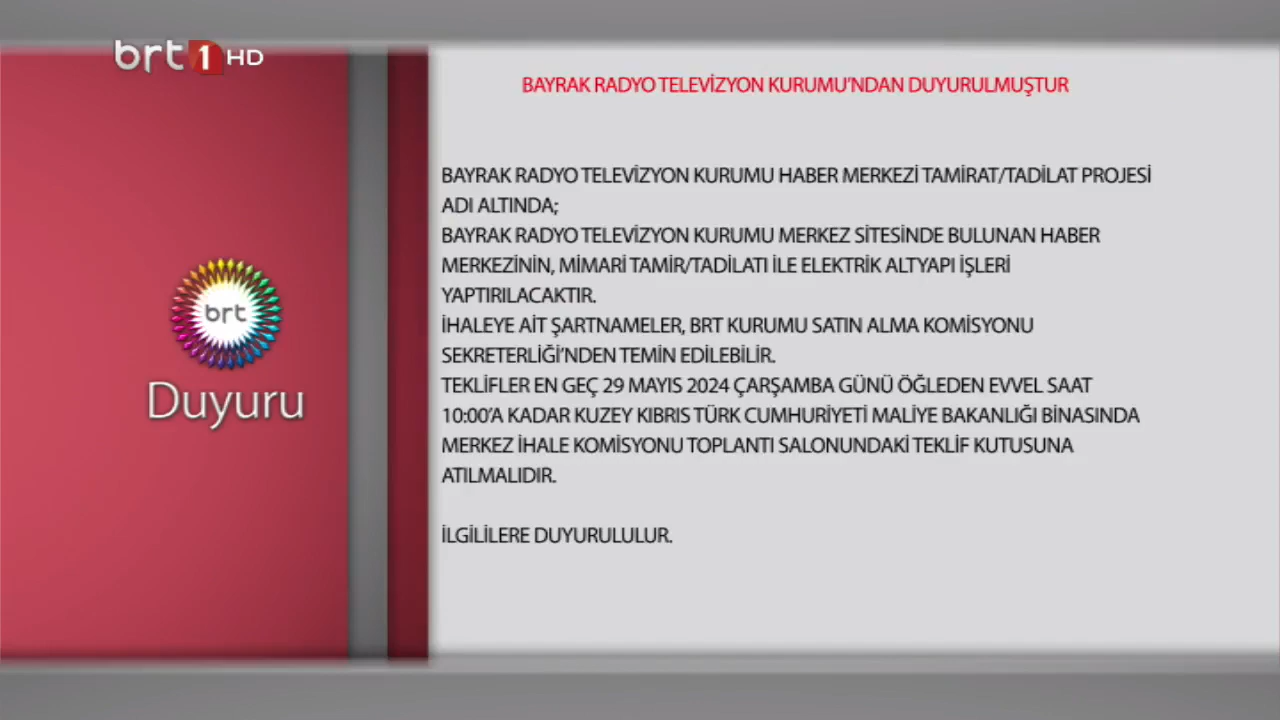 brt 1 HD
BAYRAK RADYO TELEVİZYON KURUMU'NDAN DUYURULMUŞTUR
BAYRAK RADYO TELEVİZYON KURUMU HABER MERKEZİ TAMİRAT/TADİLAT PROJESİ
ADI ALTINDA;
BAYRAK RADYO TELEVİZYON KURUMU MERKEZ SİTESİNDE BULUNAN HABER
MERKEZİNİN, MİMARİ TAMİR/TADİLATI İLE ELEKTRİK ALTYAPI İŞLERİ
YAPTIRILACAKTIR.
İHALEYE AİT ŞARTNAMELER, BRT KURUMU SATIN ALMA KOMİSYONU
SEKRETERLİĞİ'NDEN TEMİN EDİLEBİLİR.
TEKLİFLER EN GEÇ 29 MAYIS 2024 ÇARŞAMBA GÜNÜ ÖĞLEDEN EVVEL SAAT
10:00'A KADAR KUZEY KIBRIS TÜRK CUMHURİYETİ MALİYE BAKANLIĞI BİNASINDA
MERKEZ İHALE KOMİSYONU TOPLANTI SALONUNDAKİ TEKLİF KUTUSUNA
ATILMALIDIR.
İLGİLİLERE DUYURULULUR.
brt
Duyuru